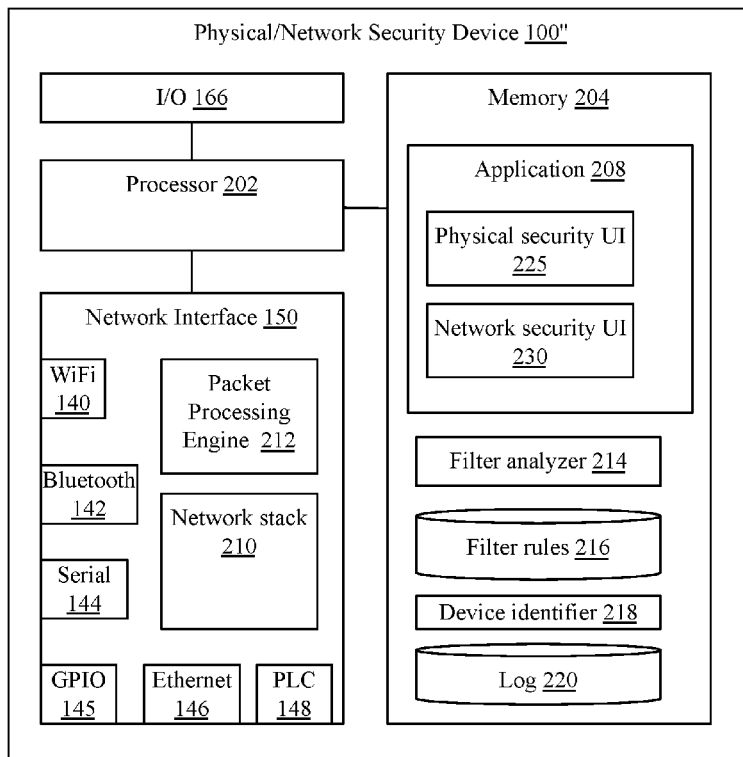 Physical/Network Security Device 100"
I/O 166
Processor 202
Network Interface 150
WiFi
140
Packet
Processing
Engine 212
Bluetooth
142
Network stack
210
Serial
144
GPIO
145
Ethernet
146
PLC
148
Memory 204
Application 208
Physical security UI
225
Network security UI
230
Filter analyzer 214
Filter rules 216
Device identifier 218
Log 220